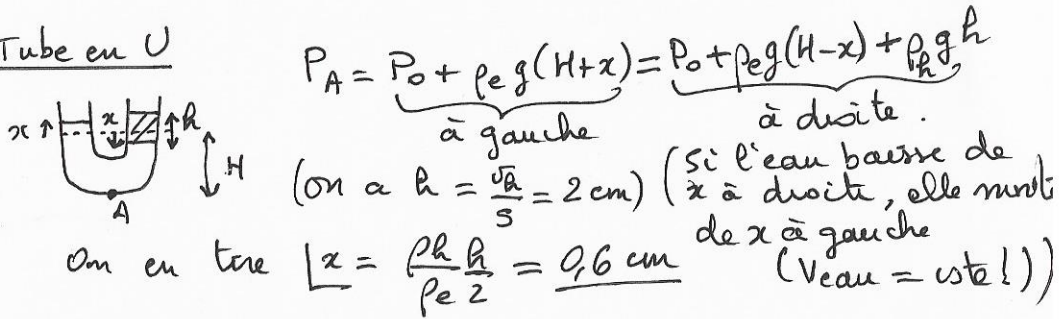 Tube en U
P_A = P_0 + ρ_e g(H+x) = P_0 + ρ_e g(H-x) + ρ_h g h
à gauche
à droite.
x h
x
H
A
(on a h = V_h/S = 2 cm) (Si l'eau baisse de
x à droite, elle monte
de x à gauche
(Veau = cste !))
On en tire x = ρ_h/ρ_e h/2 = 0,6 cm